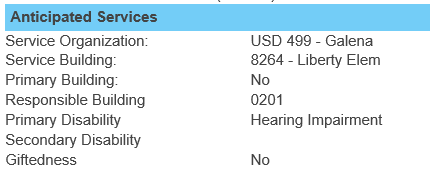 Anticipated Services
Service Organization: USD 499 - Galena
Service Building: 8264 - Liberty Elem
Primary Building: No
Responsible Building 0201
Primary Disability Hearing Impairment
Secondary Disability
Giftedness No